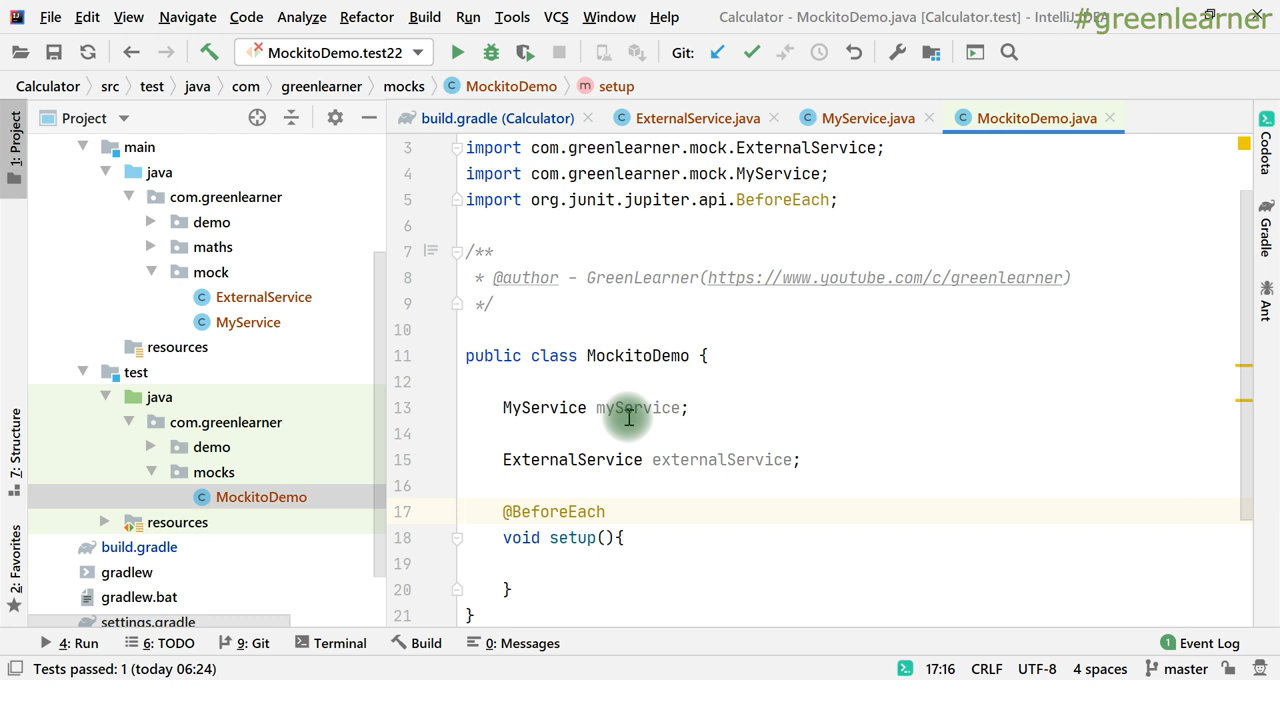 File Edit View Navigate Code Analyze Refactor Build Run Tools VCS Window Help Calculator - MockitoDemo.java [Calculator.test] - IntelliJ
#greenlearner
MockitoDemo.test22 Git:
Calculator src test java com greenlearner mocks MockitoDemo setup
Project build.gradle (Calculator) ExternalService.java MyService.java MockitoDemo.java
1: Project
7: Structure
2: Favorites
main
java
com.greenlearner
demo
maths
mock
ExternalService
MyService
resources
test
java
com.greenlearner
demo
mocks
MockitoDemo
resources
build.gradle
gradlew
gradlew.bat
settings.gradle
3 import com.greenlearner.mock.ExternalService;
4 import com.greenlearner.mock.MyService;
5 import org.junit.jupiter.api.BeforeEach;
6
7 /**
8 * @author - GreenLearner(https://www.youtube.com/c/greenlearner)
9 */
10
11 public class MockitoDemo {
12
13 MyService myService;
14
15 ExternalService externalService;
16
17 @BeforeEach
18 void setup(){
19
20 }
21 }
Codota
Gradle
Ant
4: Run 6: TODO 9: Git Terminal Build 0: Messages 1 Event Log
Tests passed: 1 (today 06:24) 17:16 CRLF UTF-8 4 spaces master